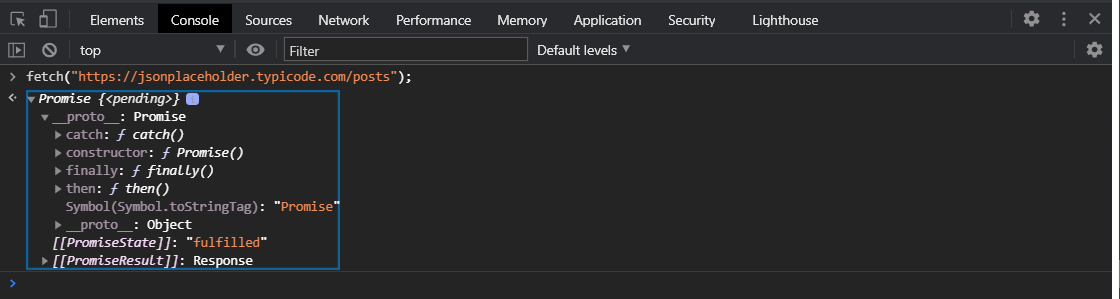 Elements Console Sources Network Performance Memory Application Security Lighthouse
top Filter Default levels
fetch("https://jsonplaceholder.typicode.com/posts");
Promise {<pending>} i
__proto__: Promise
catch: ƒ catch()
constructor: ƒ Promise()
finally: ƒ finally()
then: ƒ then()
Symbol(Symbol.toStringTag): "Promise"
__proto__: Object
[[PromiseState]]: "fulfilled"
[[PromiseResult]]: Response